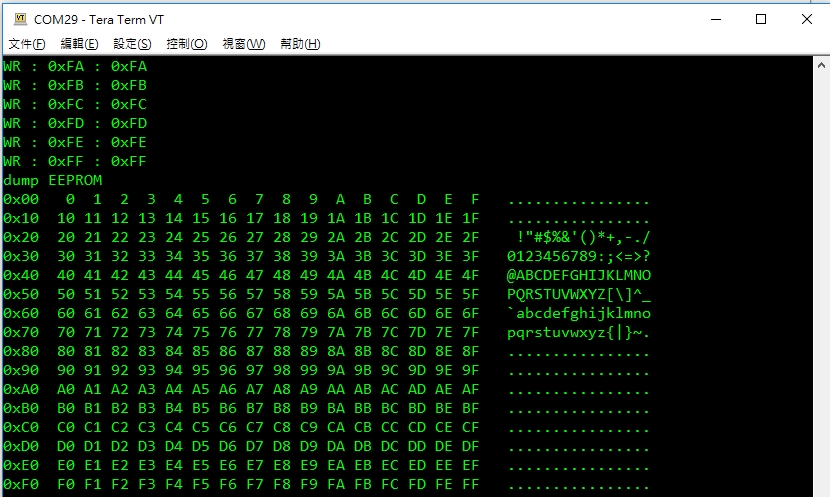 COM29 - Tera Term VT
文件(F) 編輯(E) 設定(S) 控制(O) 視窗(W) 幫助(H)
WR : 0xFA : 0xFA
WR : 0xFB : 0xFB
WR : 0xFC : 0xFC
WR : 0xFD : 0xFD
WR : 0xFE : 0xFE
WR : 0xFF : 0xFF
dump EEPROM
0x00   0  1  2  3  4  5  6  7  8  9  A  B  C  D  E  F   ................
0x10  10 11 12 13 14 15 16 17 18 19 1A 1B 1C 1D 1E 1F   ................
0x20  20 21 22 23 24 25 26 27 28 29 2A 2B 2C 2D 2E 2F    !"#$%&'()*+,-./
0x30  30 31 32 33 34 35 36 37 38 39 3A 3B 3C 3D 3E 3F   0123456789:;<=>?
0x40  40 41 42 43 44 45 46 47 48 49 4A 4B 4C 4D 4E 4F   @ABCDEFGHIJKLMNO
0x50  50 51 52 53 54 55 56 57 58 59 5A 5B 5C 5D 5E 5F   PQRSTUVWXYZ[\]^_
0x60  60 61 62 63 64 65 66 67 68 69 6A 6B 6C 6D 6E 6F   `abcdefghijklmno
0x70  70 71 72 73 74 75 76 77 78 79 7A 7B 7C 7D 7E 7F   pqrstuvwxyz{|}~.
0x80  80 81 82 83 84 85 86 87 88 89 8A 8B 8C 8D 8E 8F   ................
0x90  90 91 92 93 94 95 96 97 98 99 9A 9B 9C 9D 9E 9F   ................
0xA0  A0 A1 A2 A3 A4 A5 A6 A7 A8 A9 AA AB AC AD AE AF   ................
0xB0  B0 B1 B2 B3 B4 B5 B6 B7 B8 B9 BA BB BC BD BE BF   ................
0xC0  C0 C1 C2 C3 C4 C5 C6 C7 C8 C9 CA CB CC CD CE CF   ................
0xD0  D0 D1 D2 D3 D4 D5 D6 D7 D8 D9 DA DB DC DD DE DF   ................
0xE0  E0 E1 E2 E3 E4 E5 E6 E7 E8 E9 EA EB EC ED EE EF   ................
0xF0  F0 F1 F2 F3 F4 F5 F6 F7 F8 F9 FA FB FC FD FE FF   ................